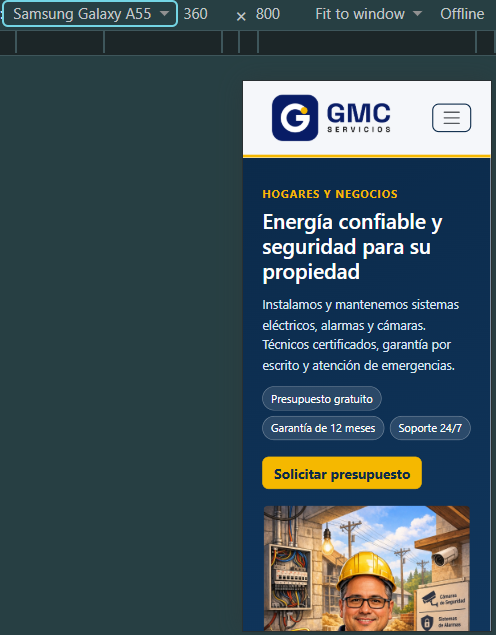 Samsung Galaxy A55 360 × 800 Fit to window Offline
G GMC
SERVICIOS
HOGARES Y NEGOCIOS
Energía confiable y
seguridad para su
propiedad
Instalamos y mantenemos sistemas
eléctricos, alarmas y cámaras.
Técnicos certificados, garantía por
escrito y atención de emergencias.
Presupuesto gratuito
Garantía de 12 meses Soporte 24/7
Solicitar presupuesto
Cámaras
de Seguridad
Sistemas
de Alarmas